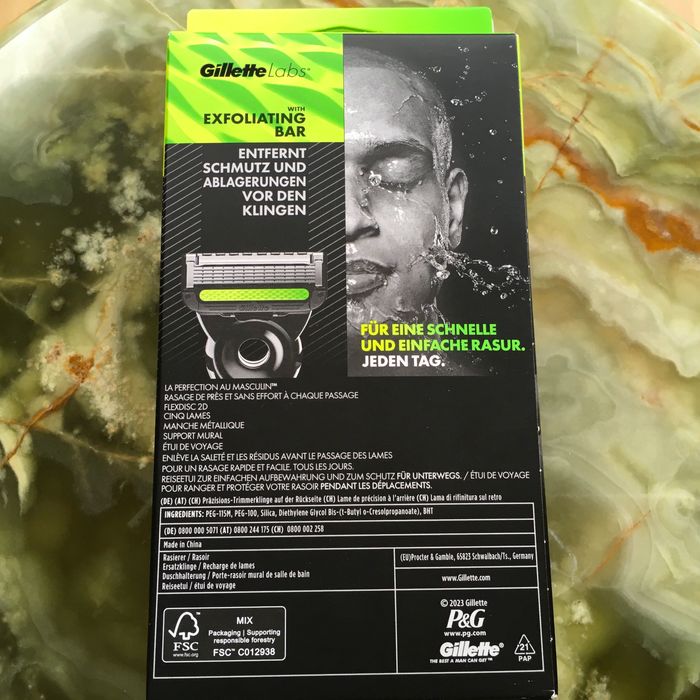 Gillette Labs®
WITH
EXFOLIATING
BAR
ENTFERNT
SCHMUTZ UND
ABLAGERUNGEN
VOR DEN
KLINGEN
Gillette
FÜR EINE SCHNELLE
UND EINFACHE RASUR.
JEDEN TAG.
LA PERFECTION AU MASCULIN™
RASAGE DE PRÈS ET SANS EFFORT À CHAQUE PASSAGE
FLEXDISC 2D
CINQ LAMES
MANCHE MÉTALLIQUE
SUPPORT MURAL
ÉTUI DE VOYAGE
ENLÈVE LA SALETÉ ET LES RÉSIDUS AVANT LE PASSAGE DES LAMES
POUR UN RASAGE RAPIDE ET FACILE. TOUS LES JOURS.
REISEETUI ZUR EINFACHEN AUFBEWAHRUNG UND ZUM SCHUTZ FÜR UNTERWEGS. / ÉTUI DE VOYAGE
POUR RANGER ET PROTÉGER VOTRE RASOIR PENDANT LES DÉPLACEMENTS.
(DE) (AT) (CH) Präzisions-Trimmerklinge auf der Rückseite (CH) Lame de précision à l'arrière (CH) Lama di rifinitura sul retro
INGREDIENTS: PEG-115M, PEG-100, Silica, Diethylene Glycol Bis-(t-Butyl o-Cresolpropanoate), BHT
(DE) 0800 000 5071 (AT) 0800 244 175 (CH) 0800 002 258
Made in China
Rasierer / Rasoir
Ersatzklinge / Recharge de lames
Duschhalterung / Porte-rasoir mural de salle de bain
Reiseetui / étui de voyage
(EU)Procter & Gamble, 65823 Schwalbach/Ts., Germany
www.Gillette.com
FSC
www.fsc.org
MIX
Packaging | Supporting
responsible forestry
FSC™ C012938
© 2023 Gillette
P&G
www.pg.com
Gillette®
THE BEST A MAN CAN GET™
21
PAP